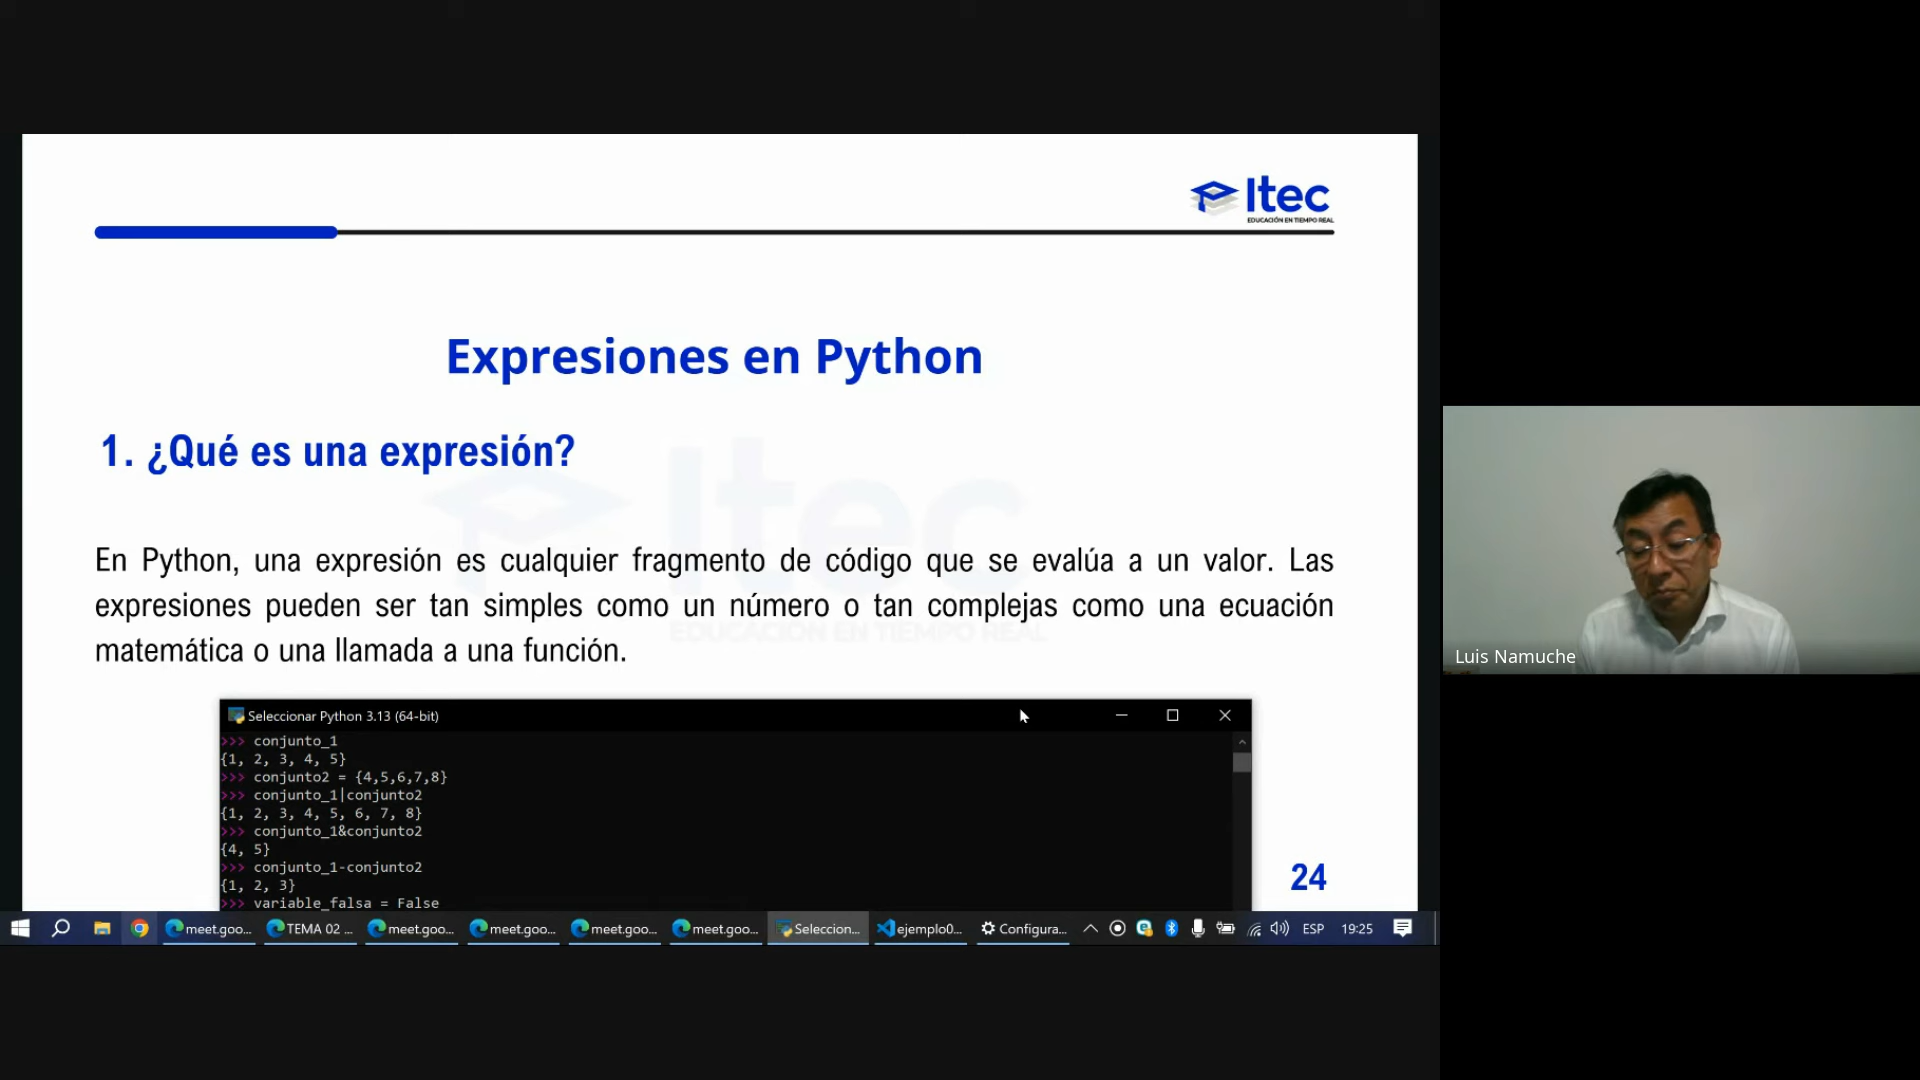 Itec
EDUCACIÓN EN TIEMPO REAL
Expresiones en Python
1. ¿Qué es una expresión?
Itec
EDUCACIÓN EN TIEMPO REAL
En Python, una expresión es cualquier fragmento de código que se evalúa a un valor. Las
expresiones pueden ser tan simples como un número o tan complejas como una ecuación
matemática o una llamada a una función.
Luis Namuche
Seleccionar Python 3.13 (64-bit)
>>> conjunto_1
{1, 2, 3, 4, 5}
>>> conjunto2 = {4,5,6,7,8}
>>> conjunto_1|conjunto2
{1, 2, 3, 4, 5, 6, 7, 8}
>>> conjunto_1&conjunto2
{4, 5}
>>> conjunto_1-conjunto2
{1, 2, 3}
>>> variable_falsa = False
24
meet.goo... TEMA 02 ... meet.goo... meet.goo... meet.goo... meet.goo... Seleccion... ejemplo0... Configura... ESP 19:25